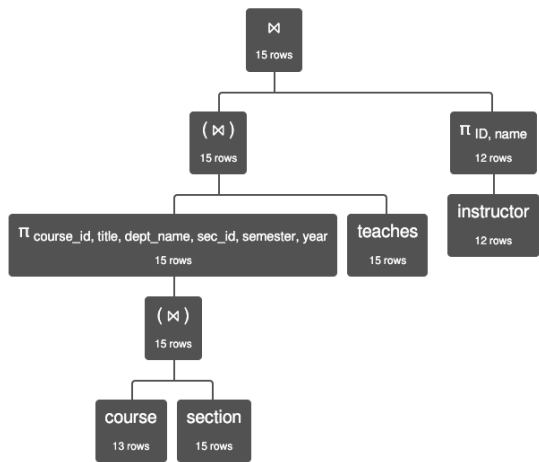 ⋈
15 rows
( ⋈ )
15 rows
π ID, name
12 rows
π course_id, title, dept_name, sec_id, semester, year
15 rows
teaches
15 rows
instructor
12 rows
( ⋈ )
15 rows
course
13 rows
section
15 rows